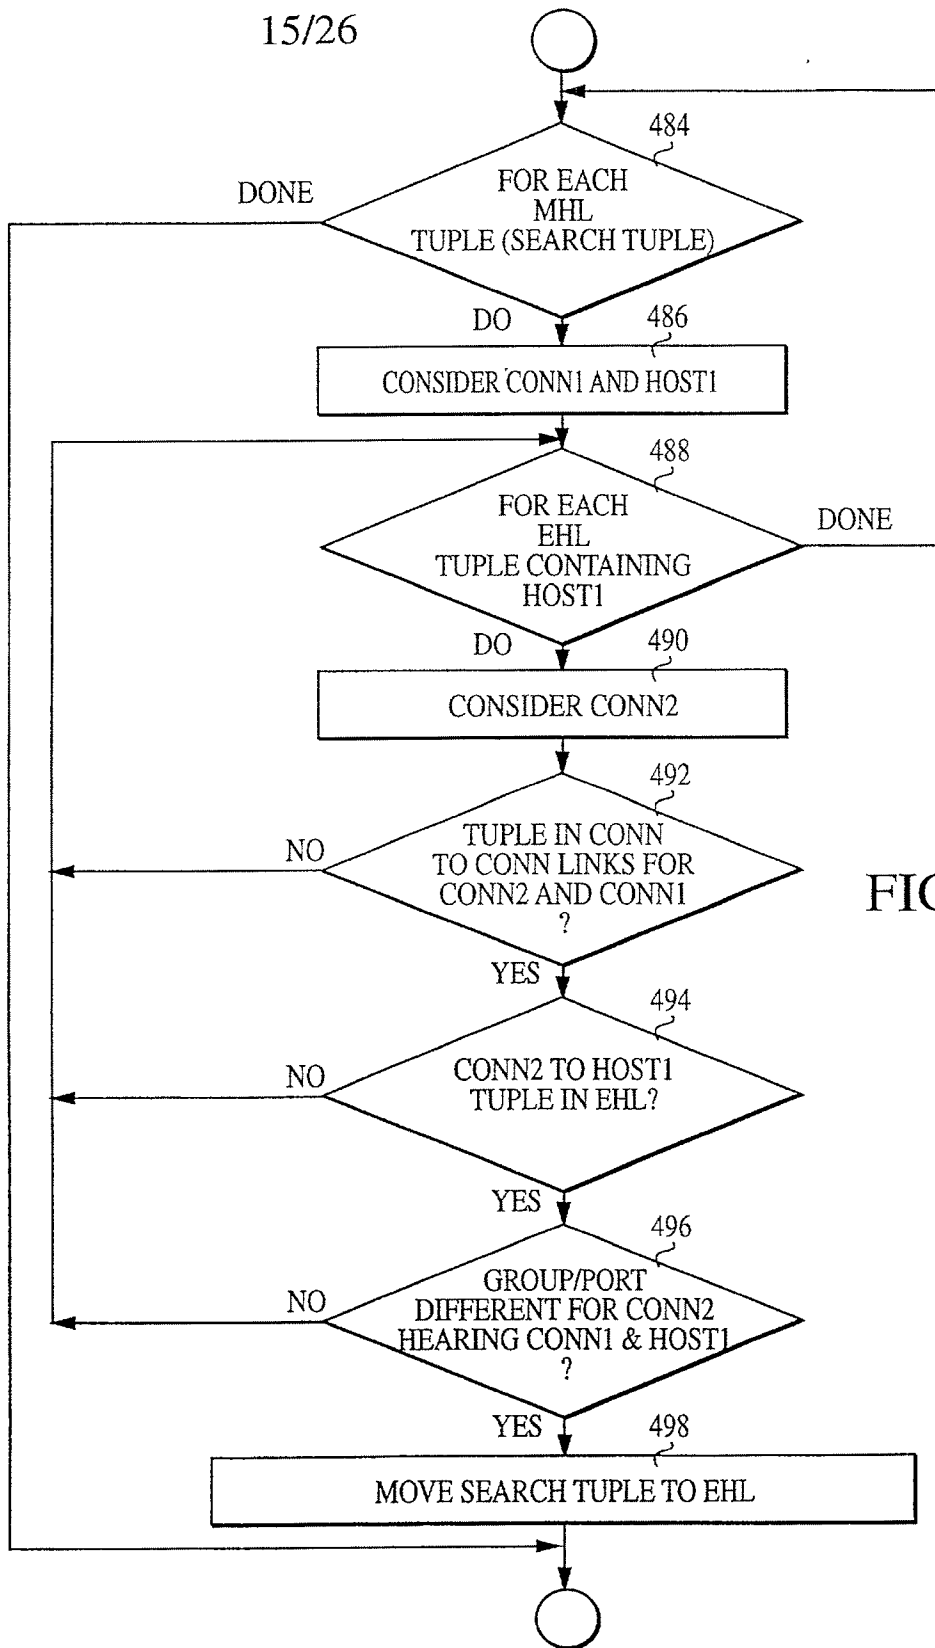 15/26
484
FOR EACH
MHL
TUPLE (SEARCH TUPLE)
DONE
DO
486
CONSIDER CONN1 AND HOST1
488
FOR EACH
EHL
TUPLE CONTAINING
HOST1
DONE
DO
490
CONSIDER CONN2
492
TUPLE IN CONN
TO CONN LINKS FOR
CONN2 AND CONN1
?
NO
FIG
YES
494
CONN2 TO HOST1
TUPLE IN EHL?
NO
YES
496
GROUP/PORT
DIFFERENT FOR CONN2
HEARING CONN1 & HOST1
?
NO
YES
498
MOVE SEARCH TUPLE TO EHL